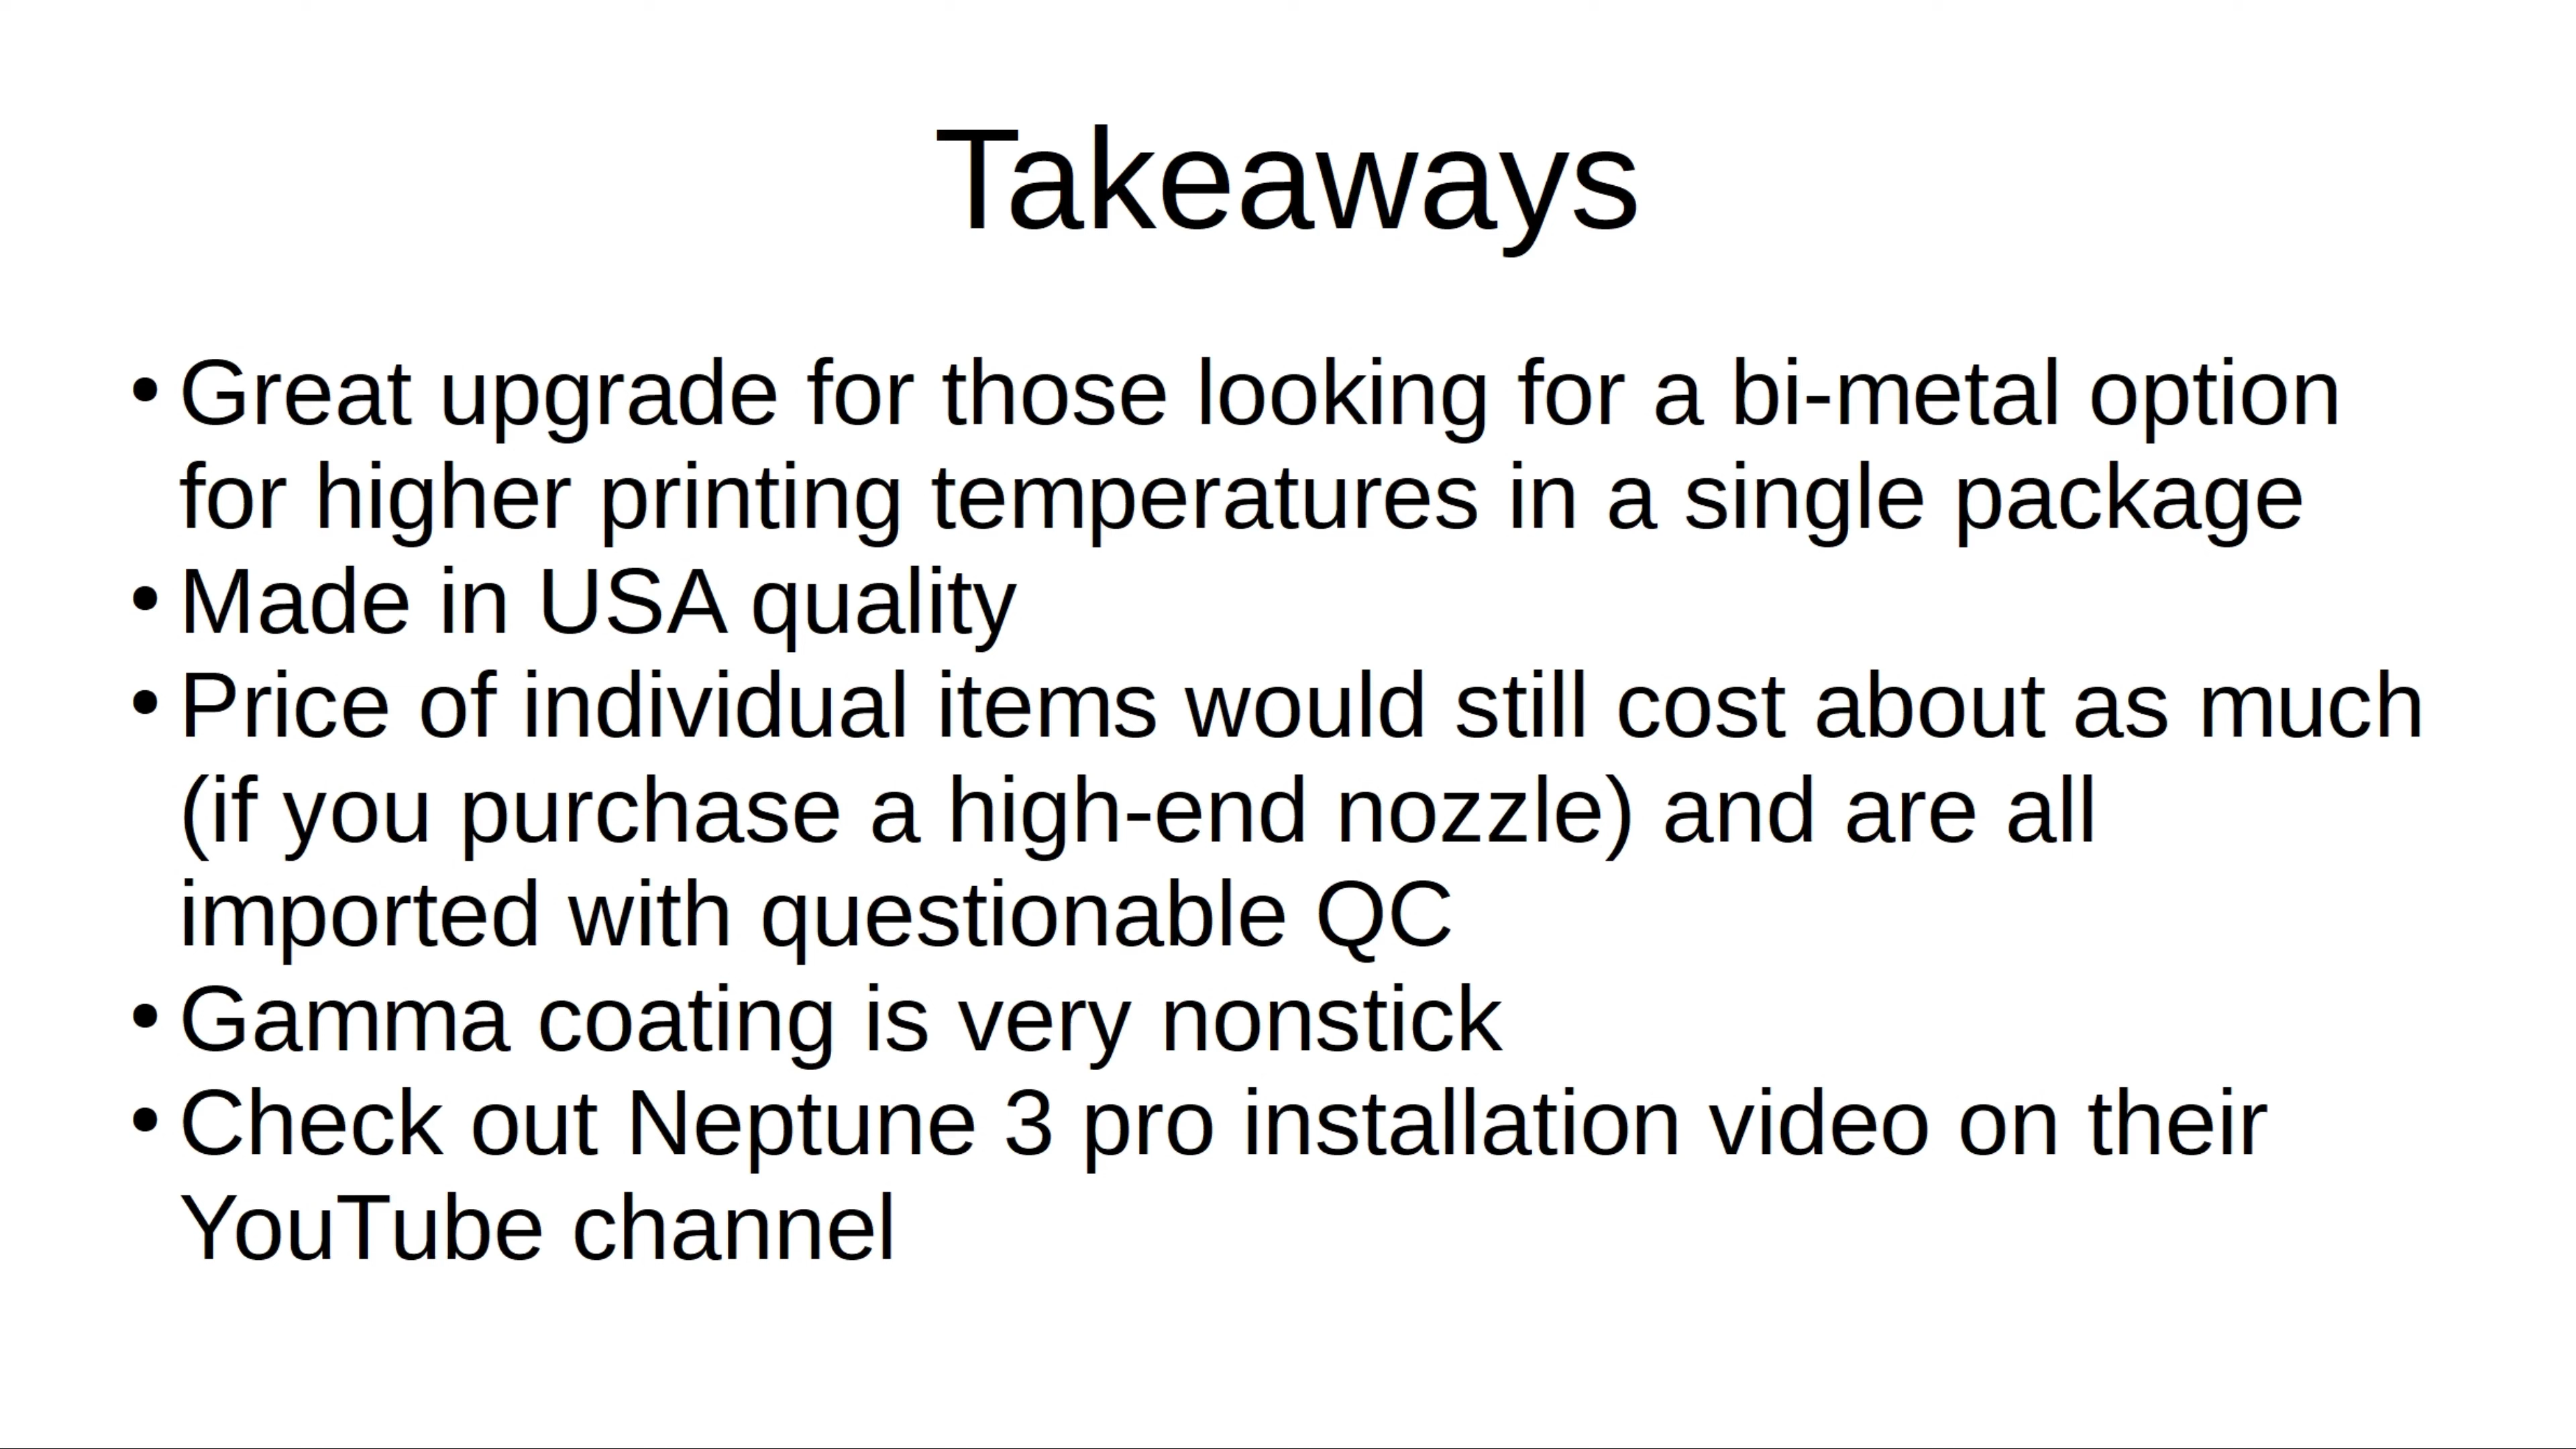 Takeaways
• Great upgrade for those looking for a bi-metal option
for higher printing temperatures in a single package
• Made in USA quality
• Price of individual items would still cost about as much
(if you purchase a high-end nozzle) and are all
imported with questionable QC
• Gamma coating is very nonstick
• Check out Neptune 3 pro installation video on their
YouTube channel